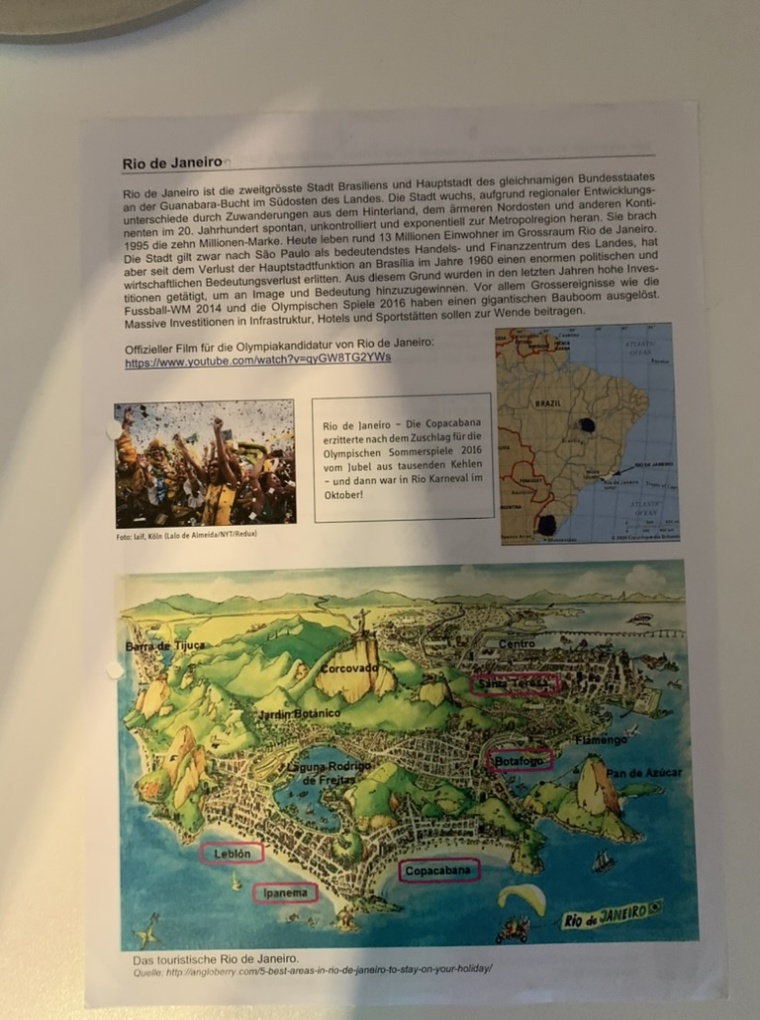 Rio de Janeiro
Rio de Janeiro ist die zweitgrösste Stadt Brasiliens und Hauptstadt des gleichnamigen Bundesstaates
an der Guanabara-Bucht im Südosten des Landes. Die Stadt wuchs, aufgrund regionaler Entwicklungs-
unterschiede durch Zuwanderungen aus dem Hinterland, dem ärmeren Nordosten und anderen Konti-
nenten im 20. Jahrhundert spontan, unkontrolliert und exponentiell zur Metropolregion heran. Sie brach
1995 die zehn Millionen-Marke. Heute leben rund 13 Millionen Einwohner im Grossraum Rio de Janeiro.
Die Stadt gilt zwar nach São Paulo als bedeutendstes Handels- und Finanzzentrum des Landes, hat
aber seit dem Verlust der Hauptstadtfunktion an Brasília im Jahre 1960 einen enormen politischen und
wirtschaftlichen Bedeutungsverlust erlitten. Aus diesem Grund wurden in den letzten Jahren hohe Inves-
titionen getätigt, um an Image und Bedeutung hinzuzugewinnen. Vor allem Grossereignisse wie die
Fussball-WM 2014 und die Olympischen Spiele 2016 haben einen gigantischen Bauboom ausgelöst.
Massive Investitionen in Infrastruktur, Hotels und Sportstätten sollen zur Wende beitragen.
Offizieller Film für die Olympiakandidatur von Rio de Janeiro:
https://www.youtube.com/watch?v=qyGW8TG2YWs
Rio de Janeiro – Die Copacabana
erzitterte nach dem Zuschlag für die
Olympischen Sommerspiele 2016
vom Jubel aus tausenden Kehlen
– und dann war in Rio Karneval im
Oktober!
ATLANTIC
OCEAN
BRAZIL
RIO DE JANEIRO
Rio de Janeiro
ATLANTIC
OCEAN
Foto: laif, Köln (Lalo de Almeida/NYT/Redux)
Barra de Tijuca
Corcovado
Centro
Santa Teresa
Jardin Botánico
Flamengo
Botafogo
Laguna Rodrigo
de Freitas
Pan de Azúcar
Leblón
Copacabana
Ipanema
Rio de JANEIRO
Das touristische Rio de Janeiro.
Quelle: http://angloberry.com/5-best-areas-in-rio-de-janeiro-to-stay-on-your-holiday/